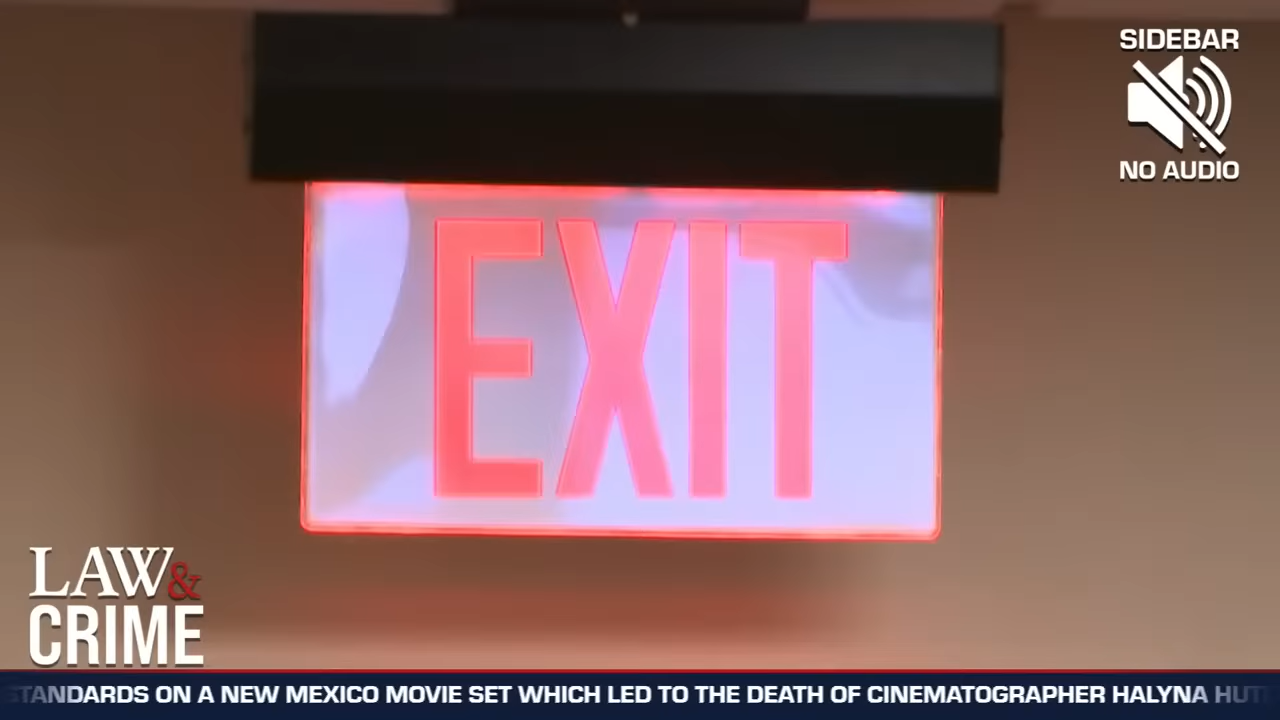 SIDEBAR
NO AUDIO
EXIT
LAW&
CRIME
STANDARDS ON A NEW MEXICO MOVIE SET WHICH LED TO THE DEATH OF CINEMATOGRAPHER HALYNA